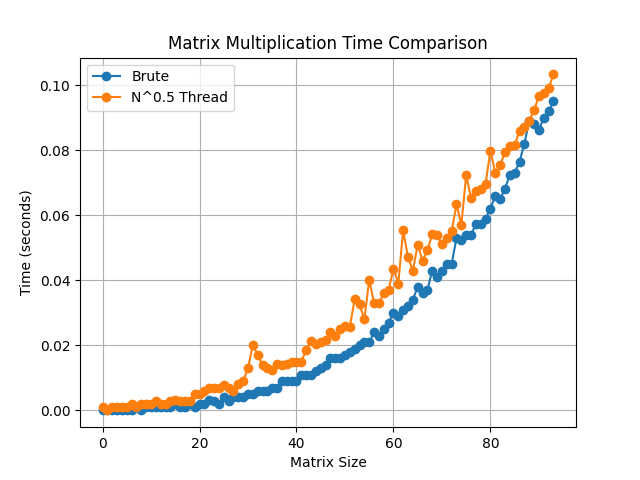 Matrix Multiplication Time Comparison
Brute
N^0.5 Thread
0.10
0.08
0.06
0.04
0.02
0.00
Time (seconds)
0 20 40 60 80
Matrix Size